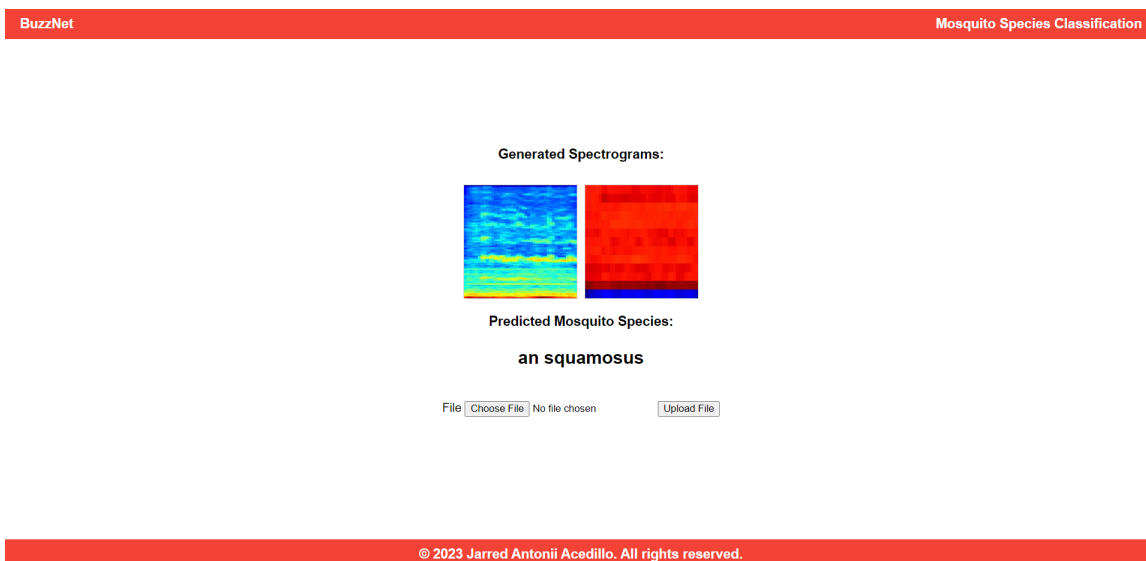 BuzzNet
Mosquito Species Classification
Generated Spectrograms:
Predicted Mosquito Species:
an squamosus
File Choose File No file chosen Upload File
© 2023 Jarred Antonii Acedillo. All rights reserved.